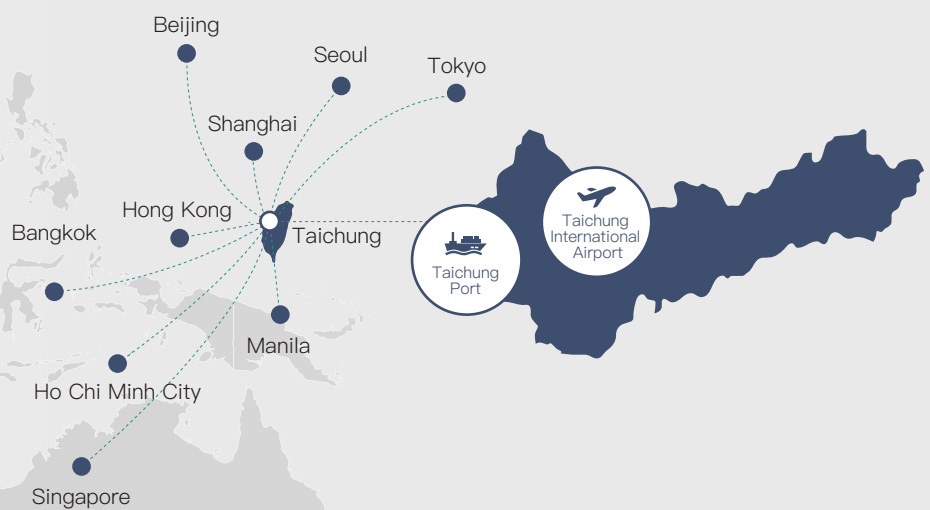 Beijing
Seoul
Tokyo
Shanghai
Hong Kong
Bangkok
Taichung
Taichung
International
Airport
Taichung
Port
Manila
Ho Chi Minh City
Singapore